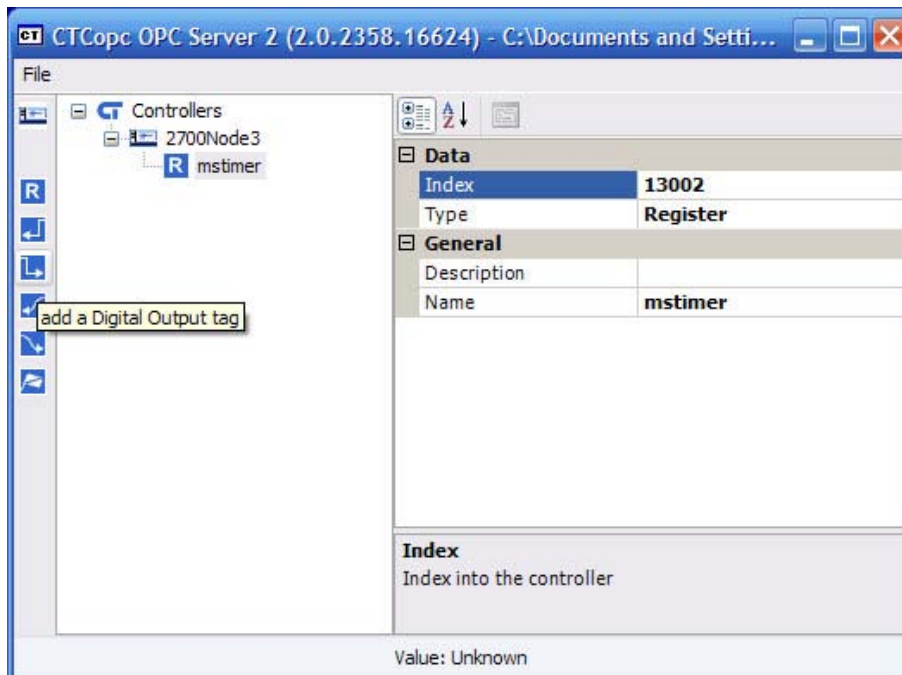 CT CTCopc OPC Server 2 (2.0.2358.16624) - C:\Documents and Setti...
File
Controllers
2700Node3
R mstimer
R
add a Digital Output tag
A Z
Data
Index 13002
Type Register
General
Description
Name mstimer
Index
Index into the controller
Value: Unknown